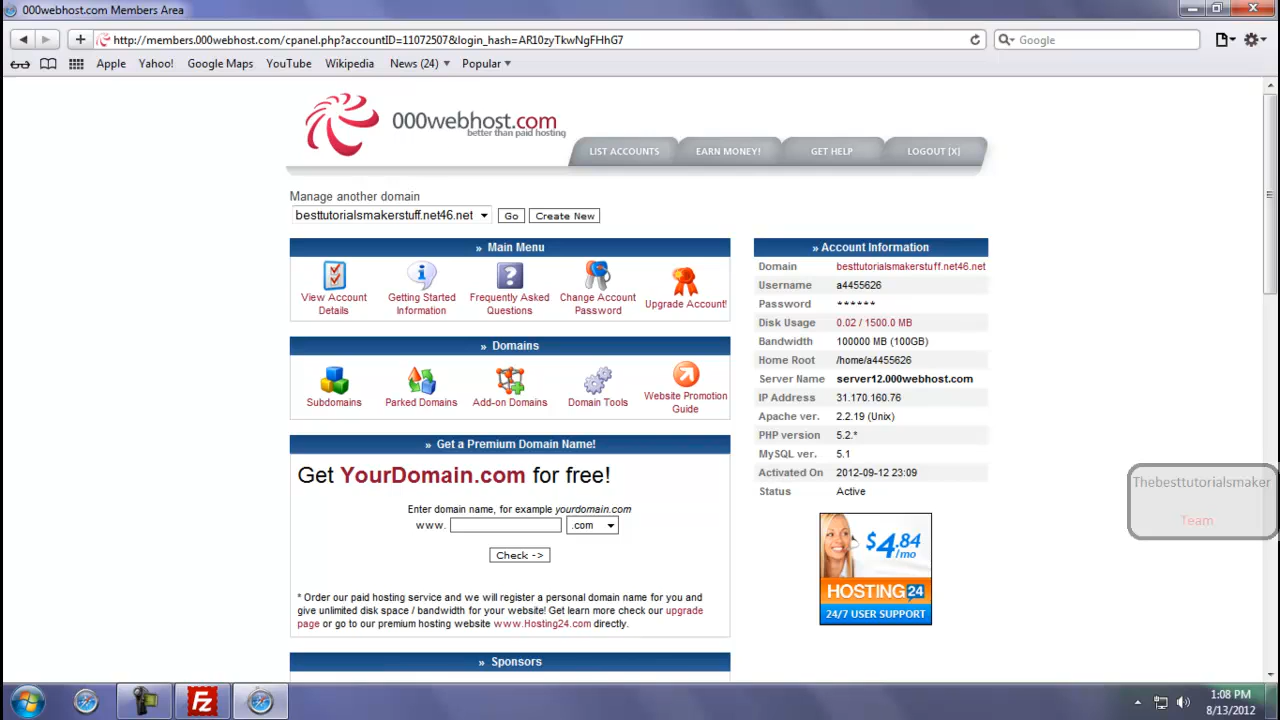 000webhost.com Members Area
http://members.000webhost.com/cpanel.php?accountID=11072507&login_hash=AR10zyTkwNgFHhG7
Google
Apple
Yahoo!
Google Maps
YouTube
Wikipedia
News (24)
Popular
000webhost.com
better than paid hosting
LIST ACCOUNTS
EARN MONEY!
GET HELP
LOGOUT [X]
Manage another domain
besttutorialsmakerstuff.net46.net
Go
Create New
» Main Menu
View Account
Details
Getting Started
Information
Frequently Asked
Questions
Change Account
Password
Upgrade Account!
» Domains
Subdomains
Parked Domains
Add-on Domains
Domain Tools
Website Promotion
Guide
» Get a Premium Domain Name!
Get YourDomain.com for free!
Enter domain name, for example yourdomain.com
www.
.com
Check ->
* Order our paid hosting service and we will register a personal domain name for you and
give unlimited disk space / bandwidth for your website! Get learn more check our upgrade
page or go to our premium hosting website www.Hosting24.com directly.
» Sponsors
» Account Information
Domain besttutorialsmakerstuff.net46.net
Username a4455626
Password ******
Disk Usage 0.02 / 1500.0 MB
Bandwidth 100000 MB (100GB)
Home Root /home/a4455626
Server Name server12.000webhost.com
IP Address 31.170.160.76
Apache ver. 2.2.19 (Unix)
PHP version 5.2.*
MySQL ver. 5.1
Activated On 2012-09-12 23:09
Status Active
$4.84
/mo
HOSTING 24
24/7 USER SUPPORT
Thebesttutorialsmaker
Team
Fz
1:08 PM
8/13/2012